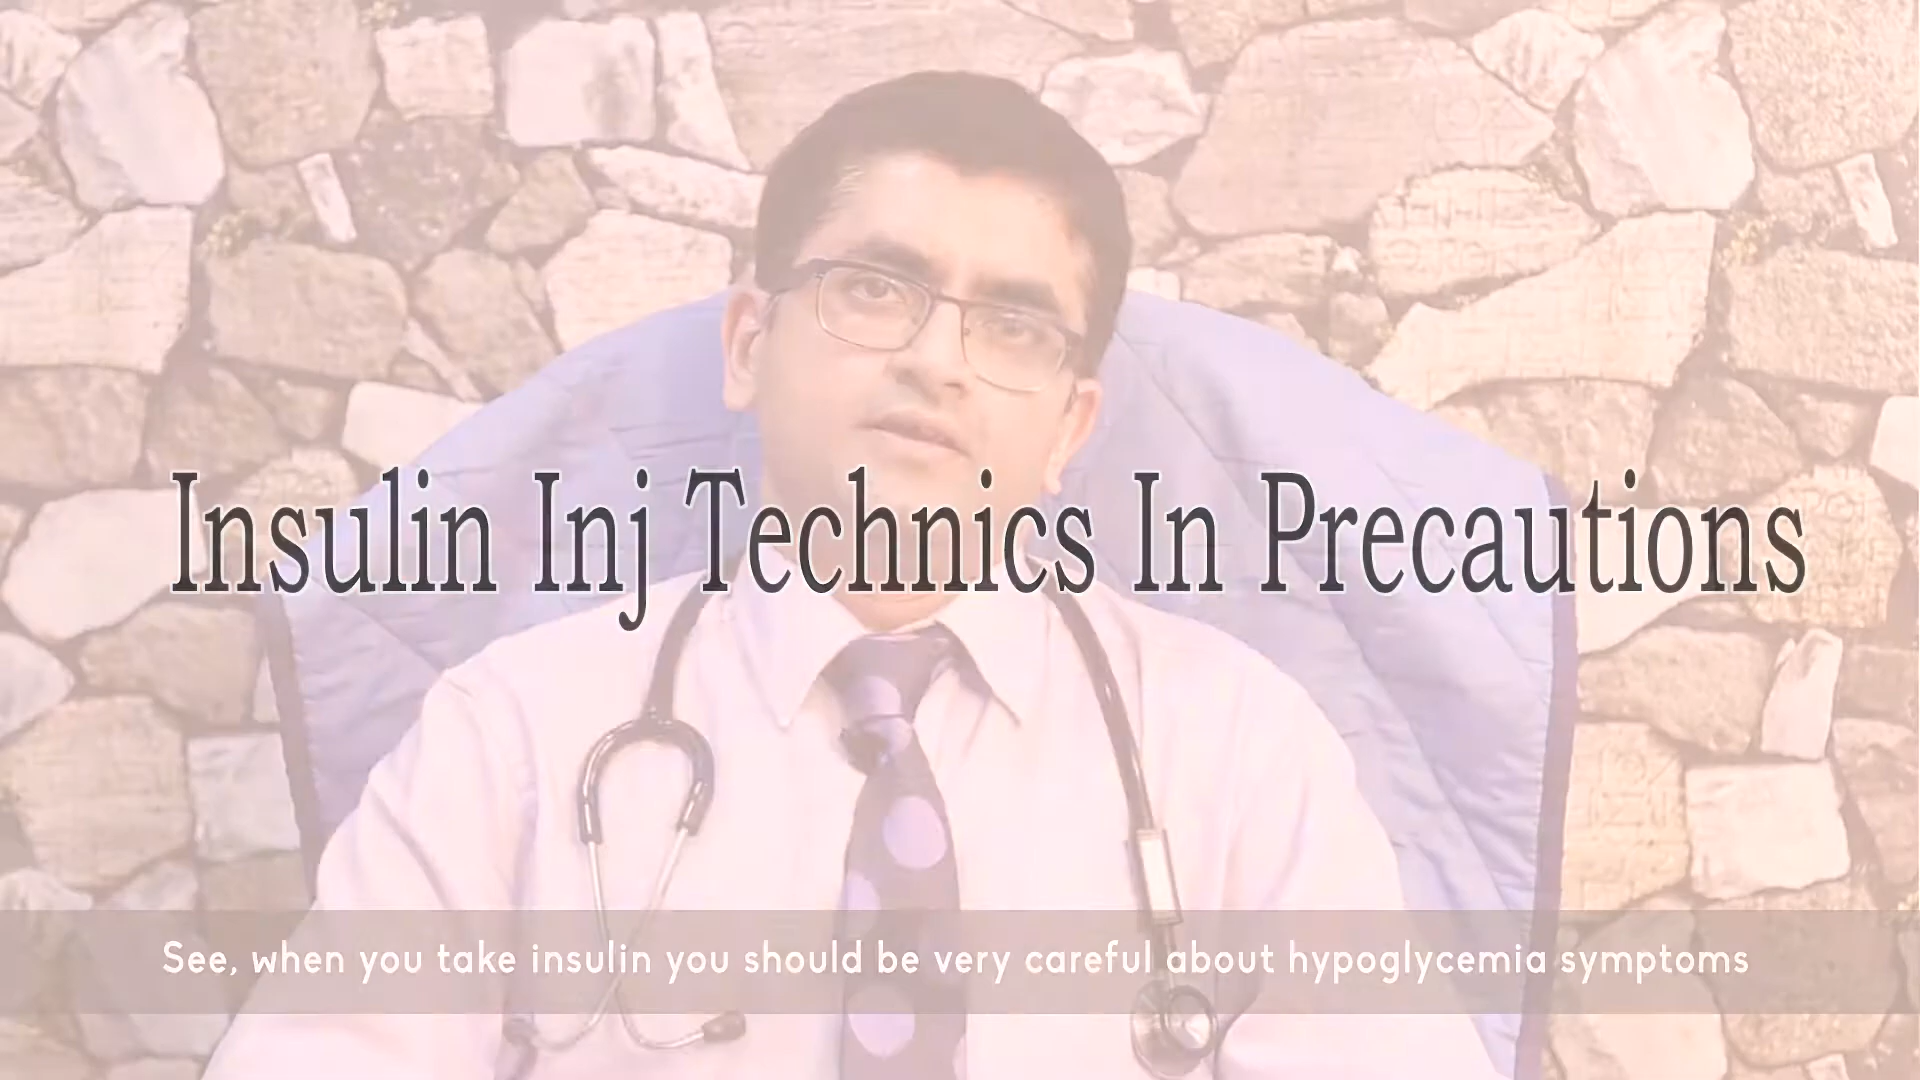 Insulin Inj Technics In Precautions
See, when you take insulin you should be very careful about hypoglycemia symptoms